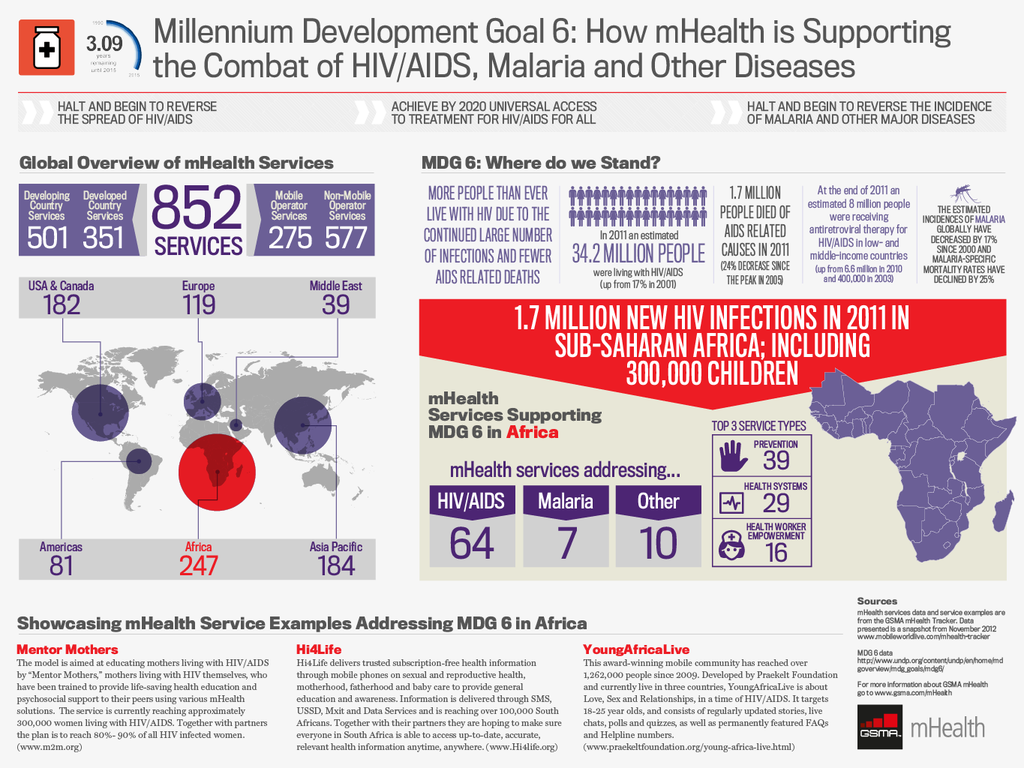 1990
3.09
years
remaining
until 2015
2015
Millennium Development Goal 6: How mHealth is Supporting
the Combat of HIV/AIDS, Malaria and Other Diseases
HALT AND BEGIN TO REVERSE
THE SPREAD OF HIV/AIDS
ACHIEVE BY 2020 UNIVERSAL ACCESS
TO TREATMENT FOR HIV/AIDS FOR ALL
HALT AND BEGIN TO REVERSE THE INCIDENCE
OF MALARIA AND OTHER MAJOR DISEASES
Global Overview of mHealth Services
Developing
Country
Services
501
Developed
Country
Services
351
852
SERVICES
Mobile
Operator
Services
275
Non-Mobile
Operator
Services
577
USA & Canada
182
Europe
119
Middle East
39
Americas
81
Africa
247
Asia Pacific
184
MDG 6: Where do we Stand?
MORE PEOPLE THAN EVER
LIVE WITH HIV DUE TO THE
CONTINUED LARGE NUMBER
OF INFECTIONS AND FEWER
AIDS RELATED DEATHS
In 2011 an estimated
34.2 MILLION PEOPLE
were living with HIV/AIDS
(up from 17% in 2001)
1.7 MILLION
PEOPLE DIED OF
AIDS RELATED
CAUSES IN 2011
(24% DECREASE SINCE
THE PEAK IN 2005)
At the end of 2011 an
estimated 8 million people
were receiving
antiretroviral therapy for
HIV/AIDS in low- and
middle-income countries
(up from 6.6 million in 2010
and 400,000 in 2003)
THE ESTIMATED
INCIDENCES OF MALARIA
GLOBALLY HAVE
DECREASED BY 17%
SINCE 2000 AND
MALARIA-SPECIFIC
MORTALITY RATES HAVE
DECLINED BY 25%
1.7 MILLION NEW HIV INFECTIONS IN 2011 IN
SUB-SAHARAN AFRICA; INCLUDING
300,000 CHILDREN
mHealth
Services Supporting
MDG 6 in Africa
mHealth services addressing...
HIV/AIDS
64
Malaria
7
Other
10
TOP 3 SERVICE TYPES
PREVENTION
39
HEALTH SYSTEMS
29
HEALTH WORKER
EMPOWERMENT
16
Showcasing mHealth Service Examples Addressing MDG 6 in Africa
Mentor Mothers
The model is aimed at educating mothers living with HIV/AIDS
by “Mentor Mothers,” mothers living with HIV themselves, who
have been trained to provide life-saving health education and
psychosocial support to their peers using various mHealth
solutions. The service is currently reaching approximately
300,000 women living with HIV/AIDS. Together with partners
the plan is to reach 80%- 90% of all HIV infected women.
(www.m2m.org)
Hi4Life
Hi4Life delivers trusted subscription-free health information
through mobile phones on sexual and reproductive health,
motherhood, fatherhood and baby care to provide general
education and awareness. Information is delivered through SMS,
USSD, Mxit and Data Services and is reaching over 100,000 South
Africans. Together with their partners they are hoping to make sure
everyone in South Africa is able to access up-to-date, accurate,
relevant health information anytime, anywhere. (www.Hi4life.org)
YoungAfricaLive
This award-winning mobile community has reached over
1,262,000 people since 2009. Developed by Praekelt Foundation
and currently live in three countries, YoungAfricaLive is about
Love, Sex and Relationships, in a time of HIV/AIDS. It targets
18-25 year olds, and consists of regularly updated stories, live
chats, polls and quizzes, as well as permanently featured FAQs
and Helpline numbers.
(www.praekeltfoundation.org/young-africa-live.html)
Sources
mHealth services data and service examples are
from the GSMA mHealth Tracker. Data
presented is a snapshot from November 2012
www.mobileworldlive.com/mhealth-tracker
MDG 6 data
http://www.undp.org/content/undp/en/home/md
goverview/mdg_goals/mdg6/
For more information about GSMA mHealth
go to www.gsma.com/mHealth
GSMA
mHealth